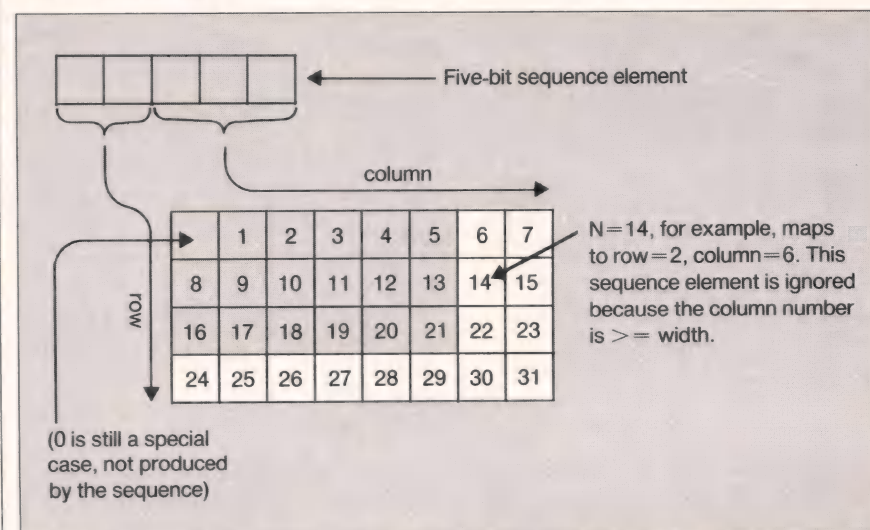 Five-bit sequence element
column
row
1 2 3 4 5 6 7
8 9 10 11 12 13 14 15
16 17 18 19 20 21 22 23
24 25 26 27 28 29 30 31
N=14, for example, maps
to row=2, column=6. This
sequence element is ignored
because the column number
is >= width.
(0 is still a special
case, not produced
by the sequence)